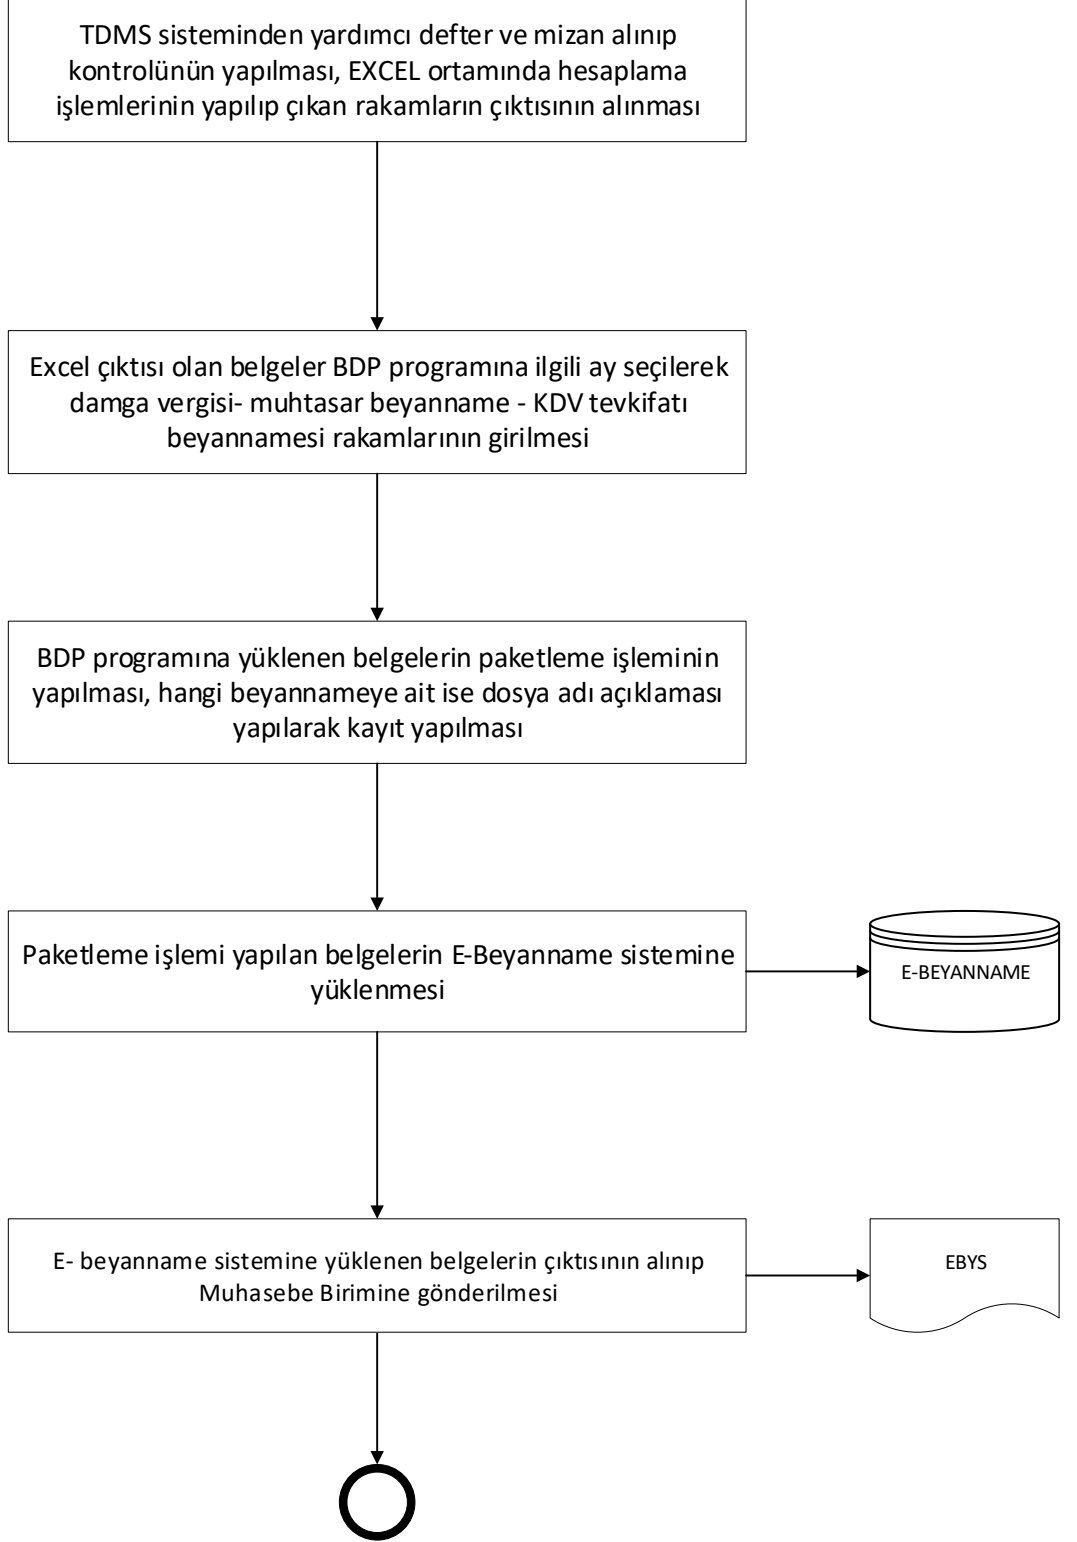 TDMS sisteminden yardımcı defter ve mizan alınıp
kontrolünün yapılması, EXCEL ortamında hesaplama
işlemlerinin yapılıp çıkan rakamların çıktısının alınması
Excel çıktısı olan belgeler BDP programına ilgili ay seçilerek
damga vergisi- muhtasar beyanname - KDV tevkifatı
beyannamesi rakamlarının girilmesi
BDP programına yüklenen belgelerin paketleme işleminin
yapılması, hangi beyannameye ait ise dosya adı açıklaması
yapılarak kayıt yapılması
Paketleme işlemi yapılan belgelerin E-Beyanname sistemine
yüklenmesi
E-BEYANNAME
E- beyanname sistemine yüklenen belgelerin çıktısının alınıp
Muhasebe Birimine gönderilmesi
EBYS